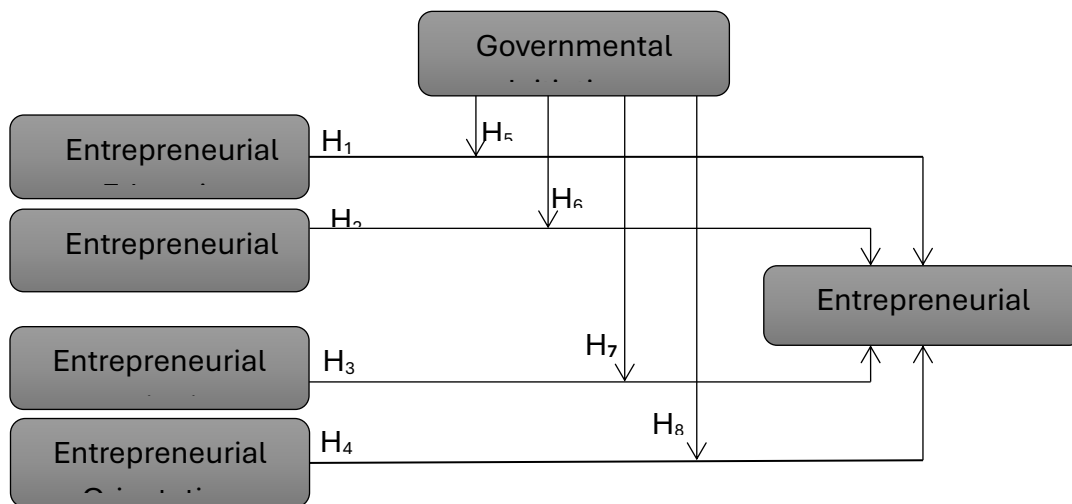 Governmental
H₅
Entrepreneurial
H₁
H₆
H₂
Entrepreneurial
Entrepreneurial
Entrepreneurial
H₃
H₇
Entrepreneurial
H₄
H₈